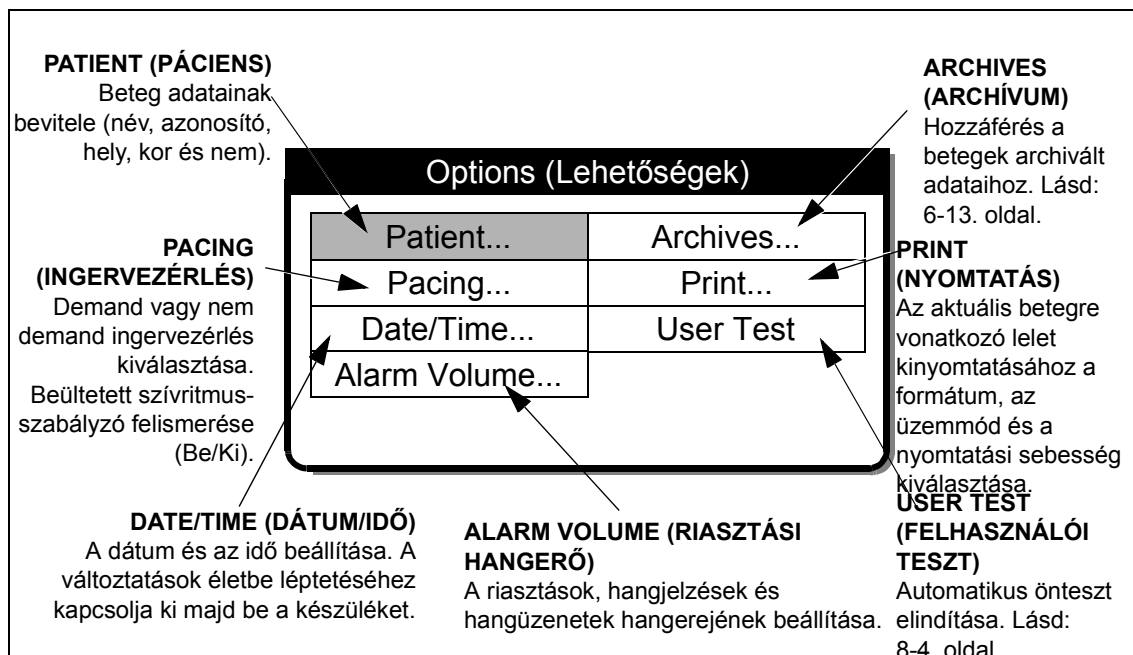 PATIENT (PÁCIENS)
Beteg adatainak
bevitele (név, azonosító,
hely, kor és nem).
PACING
(INGERVEZÉRLÉS)
Demand vagy nem
demand ingervezérlés
kiválasztása.
Beültetett szívritmus-
szabályzó felismerése
(Be/Ki).
DATE/TIME (DÁTUM/IDŐ)
A dátum és az idő beállítása. A
változtatások életbe léptetéséhez
kapcsolja ki majd be a készüléket.
Options (Lehetőségek)
Patient...
Archives...
Pacing...
Print...
Date/Time...
User Test
Alarm Volume...
ALARM VOLUME (RIASZTÁSI
HANGERŐ)
A riasztások, hangjelzések és
hangüzenetek hangerejének beállítása.
ARCHIVES
(ARCHÍVUM)
Hozzáférés a
betegek archivált
adataihoz. Lásd:
6-13. oldal.
PRINT
(NYOMTATÁS)
Az aktuális betegre
vonatkozó lelet
kinyomtatásához a
formátum, az
üzemmód és a
nyomtatási sebesség
kiválasztása.
USER TEST
(FELHASZNÁLÓI
TESZT)
Automatikus önteszt
elindítása. Lásd:
8-4. oldal